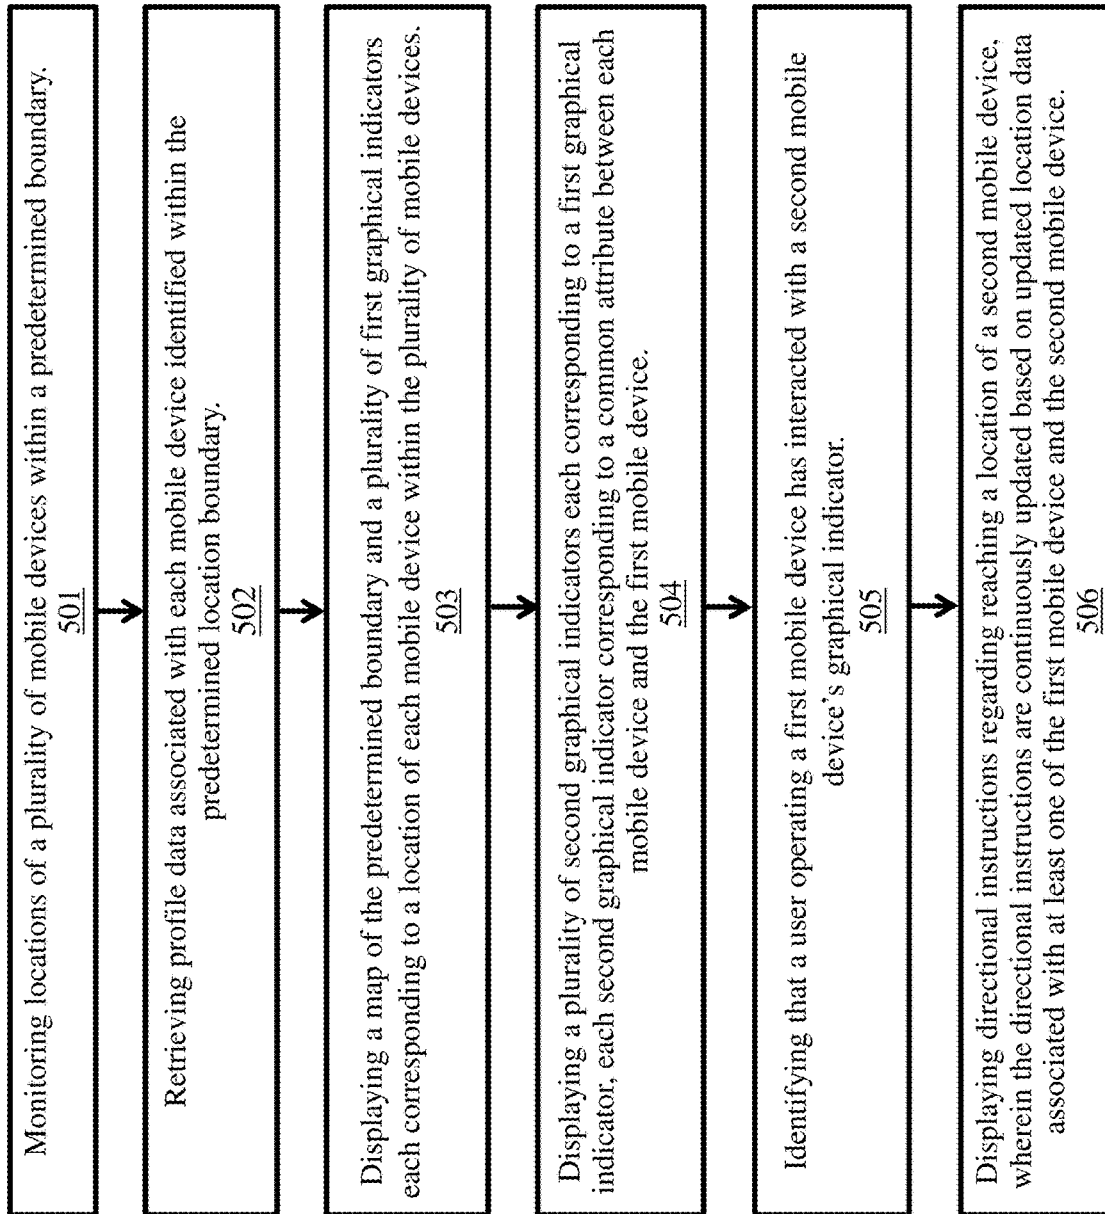 Monitoring locations of a plurality of mobile devices within a predetermined boundary.
501
Retrieving profile data associated with each mobile device identified within the
predetermined location boundary.
502
Displaying a map of the predetermined boundary and a plurality of first graphical indicators
each corresponding to a location of each mobile device within the plurality of mobile devices.
503
Displaying a plurality of second graphical indicators each corresponding to a first graphical
indicator, each second graphical indicator corresponding to a common attribute between each
mobile device and the first mobile device.
504
Identifying that a user operating a first mobile device has interacted with a second mobile
device's graphical indicator.
505
Displaying directional instructions regarding reaching a location of a second mobile device,
wherein the directional instructions are continuously updated based on updated location data
associated with at least one of the first mobile device and the second mobile device.
506